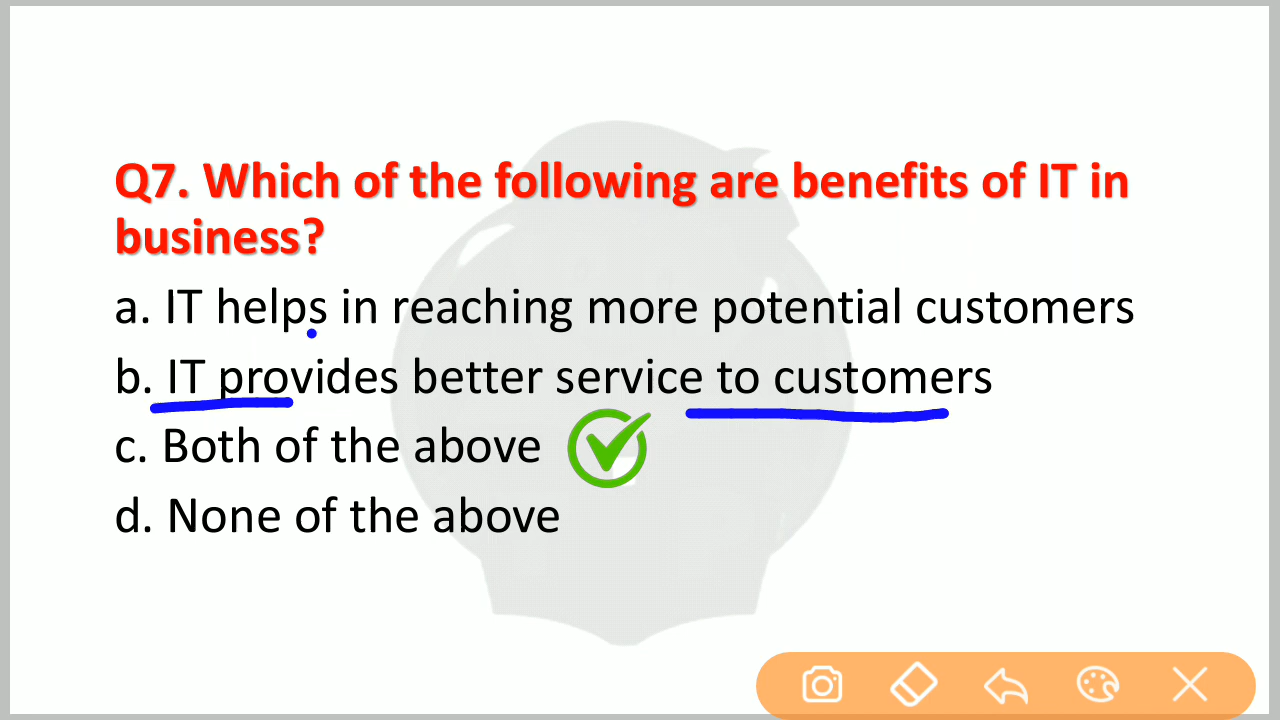 Q7. Which of the following are benefits of IT in
business?
a. IT helps in reaching more potential customers
b. IT provides better service to customers
c. Both of the above
d. None of the above